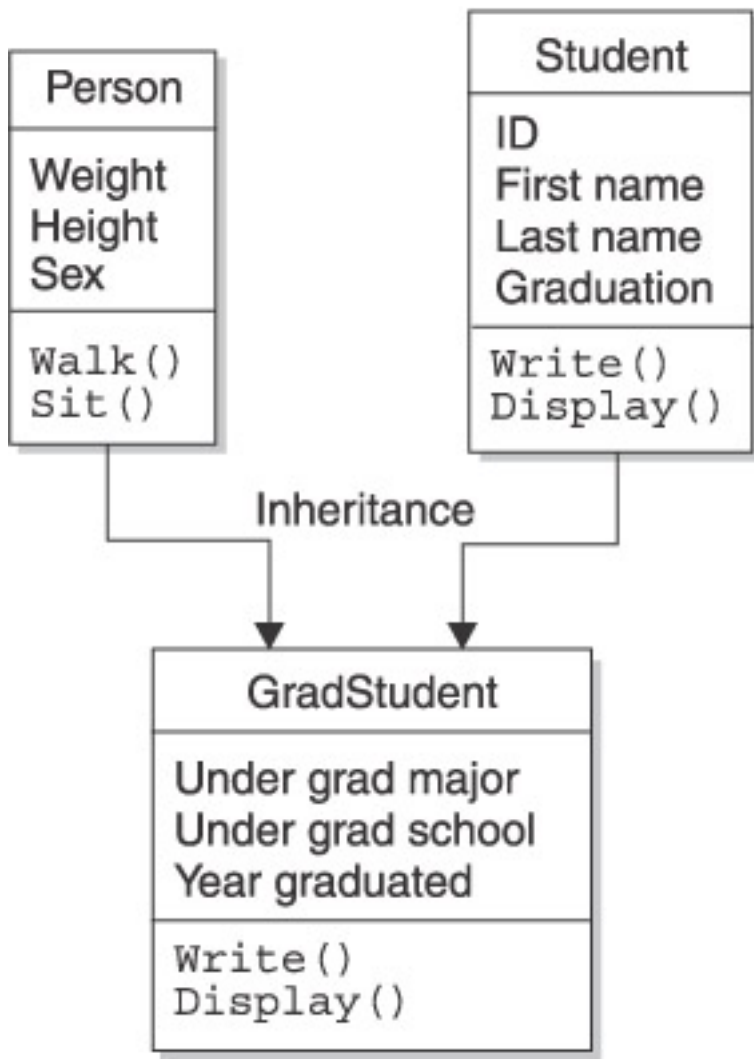 Person
Weight
Height
Sex
Walk()
Sit()
Student
ID
First name
Last name
Graduation
Write()
Display()
Inheritance
GradStudent
Under grad major
Under grad school
Year graduated
Write()
Display()